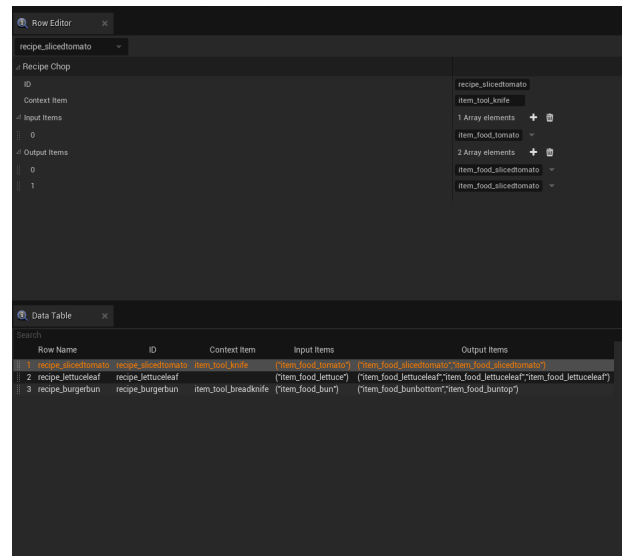 Row Editor
recipe_slicedtomato
Recipe Chop
ID recipe_slicedtomato
Context Item item_tool_knife
Input Items 1 Array elements
0 item_food_tomato
Output Items 2 Array elements
0 item_food_slicedtomato
1 item_food_slicedtomato
Data Table
Search
Row Name ID Context Item Input Items Output Items
1 recipe_slicedtomato recipe_slicedtomato item_tool_knife ("item_food_tomato") ("item_food_slicedtomato","item_food_slicedtomato")
2 recipe_lettuceleaf recipe_lettuceleaf ("item_food_lettuce") ("item_food_lettuceleaf","item_food_lettuceleaf","item_food_lettuceleaf")
3 recipe_burgerbun recipe_burgerbun item_tool_breadknife ("item_food_bun") ("item_food_bunbottom","item_food_buntop")